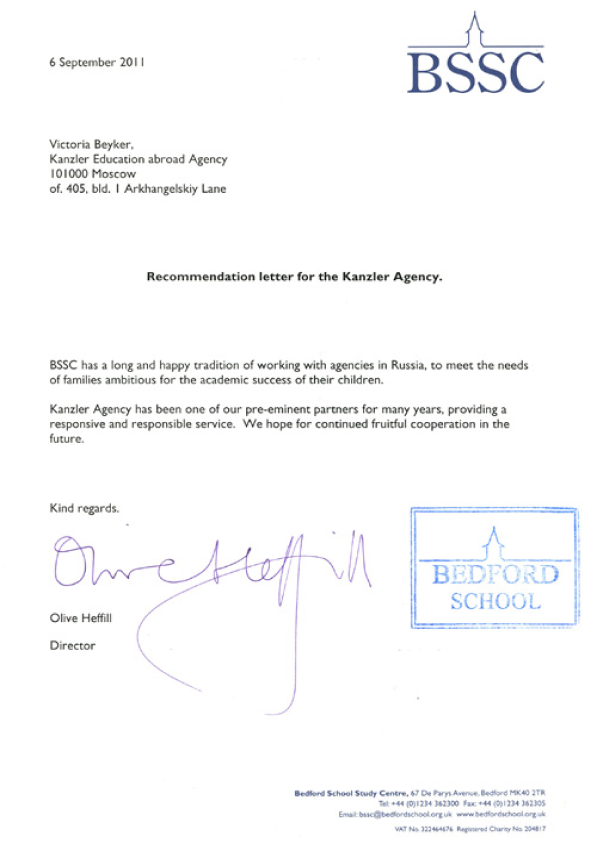 6 September 2011
BSSC
Victoria Beyker,
Kanzler Education abroad Agency
101000 Moscow
of. 405, bld. 1 Arkhangelskiy Lane
Recommendation letter for the Kanzler Agency.
BSSC has a long and happy tradition of working with agencies in Russia, to meet the needs
of families ambitious for the academic success of their children.
Kanzler Agency has been one of our pre-eminent partners for many years, providing a
responsive and responsible service.  We hope for continued fruitful cooperation in the
future.
Kind regards.
Olive Heffill
BEDFORD
SCHOOL
Olive Heffill
Director
Bedford School Study Centre, 67 De Parys Avenue, Bedford MK40 2TR
Tel: +44 (0)1234 362300  Fax: +44 (0)1234 362305
Email: bssc@bedfordschool.org.uk  www.bedfordschool.org.uk
VAT No. 322464676  Registered Charity No. 204817